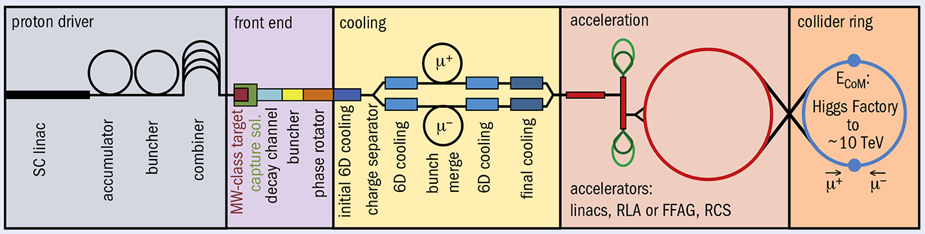 proton driver
SC linac
accumulator
buncher
combiner
front end
MW-class target
capture sol.
decay channel
buncher
phase rotator
cooling
initial 6D cooling
charge separator
6D cooling
μ+
μ−
bunch
merge
6D cooling
final cooling
acceleration
accelerators:
linacs, RLA or FFAG, RCS
collider ring
ECoM:
Higgs Factory
to
~10 TeV
μ+ μ−